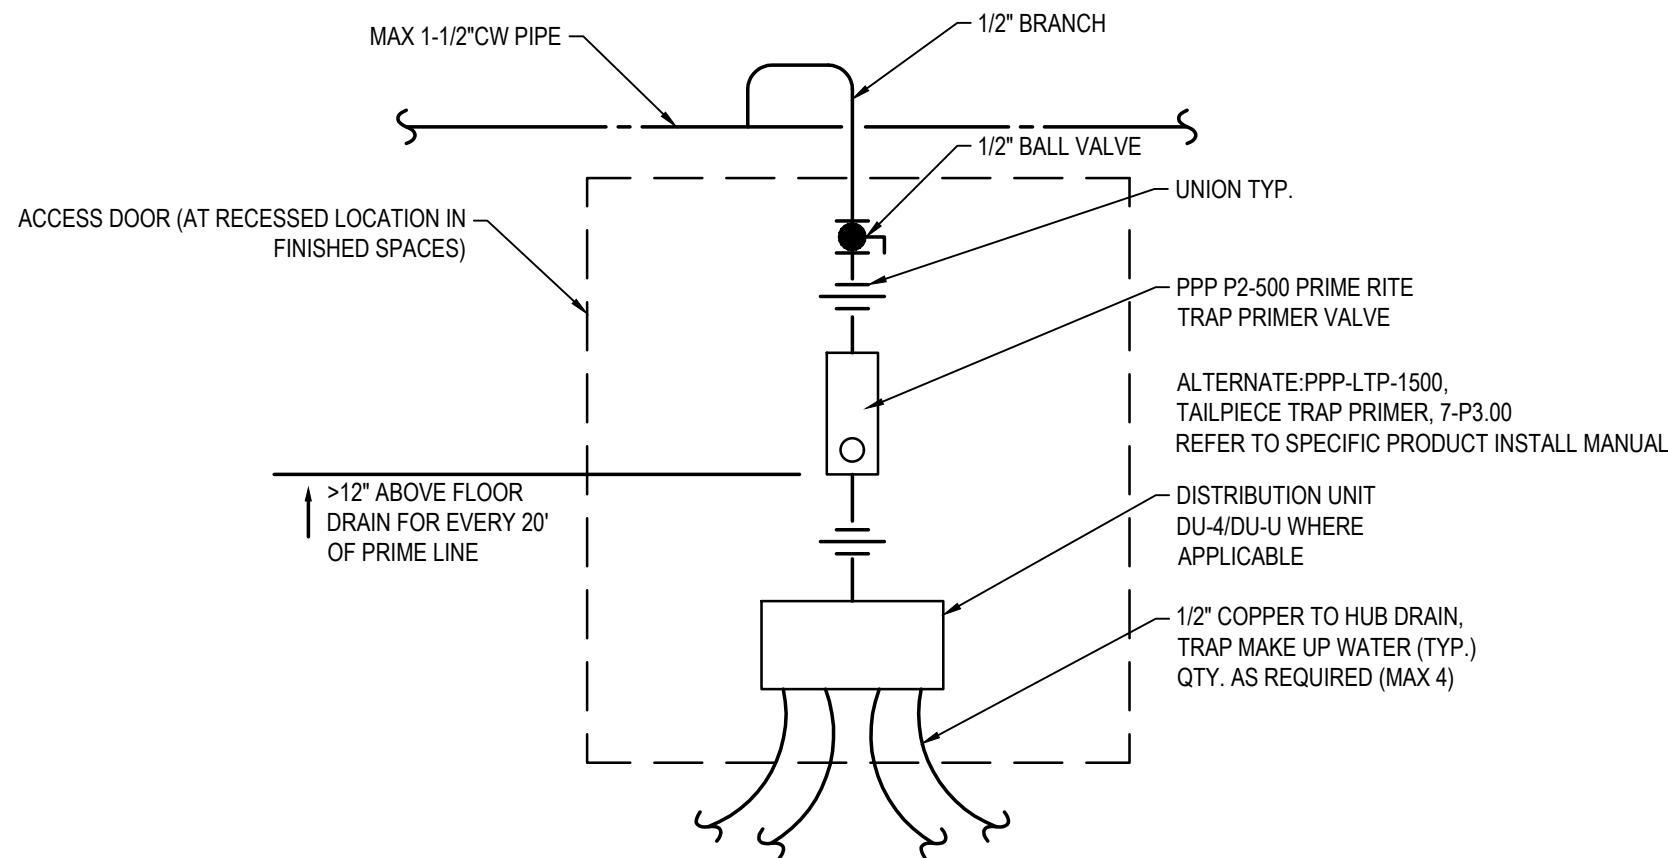 MAX 1-1/2"CW PIPE
1/2" BRANCH
1/2" BALL VALVE
UNION TYP.
ACCESS DOOR (AT RECESSED LOCATION IN
FINISHED SPACES)
PPP P2-500 PRIME RITE
TRAP PRIMER VALVE
ALTERNATE:PPP-LTP-1500,
TAILPIECE TRAP PRIMER, 7-P3.00
REFER TO SPECIFIC PRODUCT INSTALL MANUAL
>12" ABOVE FLOOR
DRAIN FOR EVERY 20'
OF PRIME LINE
DISTRIBUTION UNIT
DU-4/DU-U WHERE
APPLICABLE
1/2" COPPER TO HUB DRAIN,
TRAP MAKE UP WATER (TYP.)
QTY. AS REQUIRED (MAX 4)